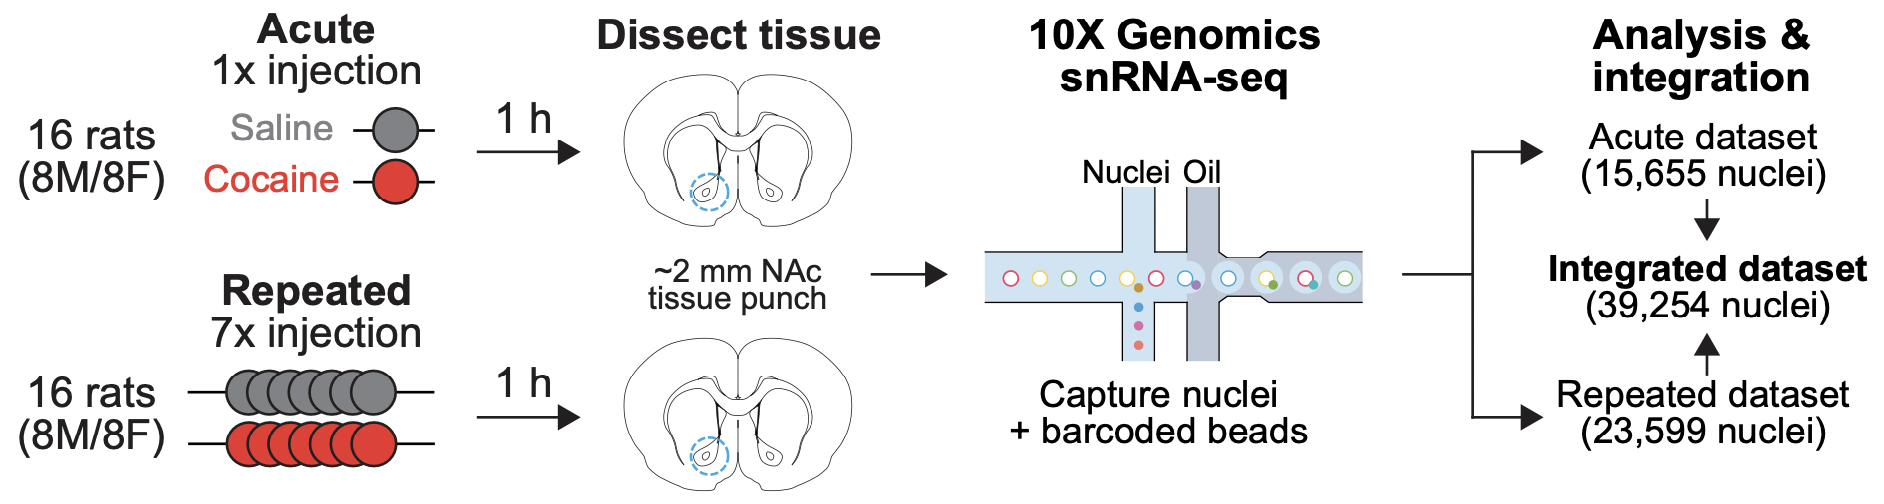 Acute
1x injection
Saline
Cocaine
16 rats
(8M/8F)
1 h
Repeated
7x injection
16 rats
(8M/8F)
1 h
Dissect tissue
~2 mm NAc
tissue punch
10X Genomics
snRNA-seq
Nuclei Oil
Capture nuclei
+ barcoded beads
Analysis &
integration
Acute dataset
(15,655 nuclei)
Integrated dataset
(39,254 nuclei)
Repeated dataset
(23,599 nuclei)